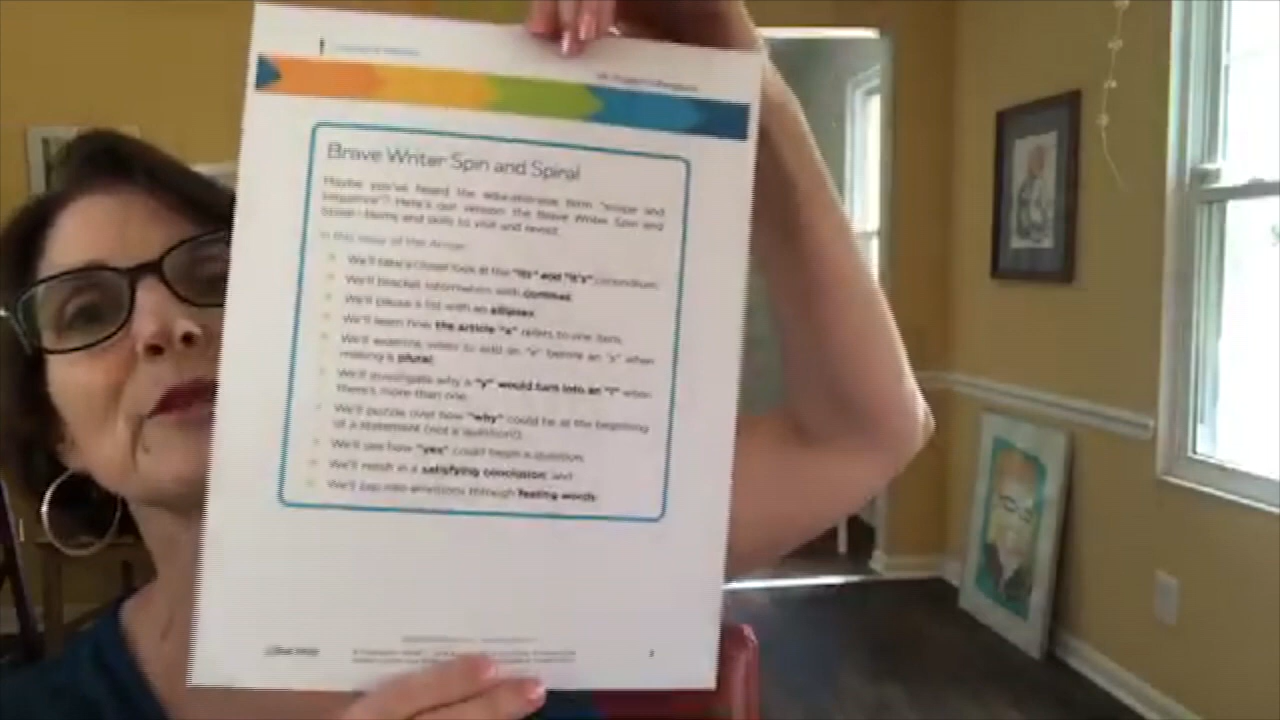 Brave Writer Spin and Spiral
Maybe you've heard the educationese term "scope and
sequence"? Here's our version: the Brave Writer Spin and
Spiral—items and skills to visit and revisit.
In this issue of the Arrow:
We'll take a closer look at the "its" and "it's" conundrum;
We'll bracket information with commas;
We'll pause a list with an ellipses;
We'll learn how the article "a" refers to one item;
We'll examine when to add an "e" before an "s" when
making a plural;
We'll investigate why a "y" would turn into an "i" when
there's more than one;
We'll puzzle over how "why" could be at the beginning
of a statement (not a question!);
We'll see how "yes" could begin a question;
We'll relish in a satisfying conclusion; and
We'll tap into emotions through feeling words.